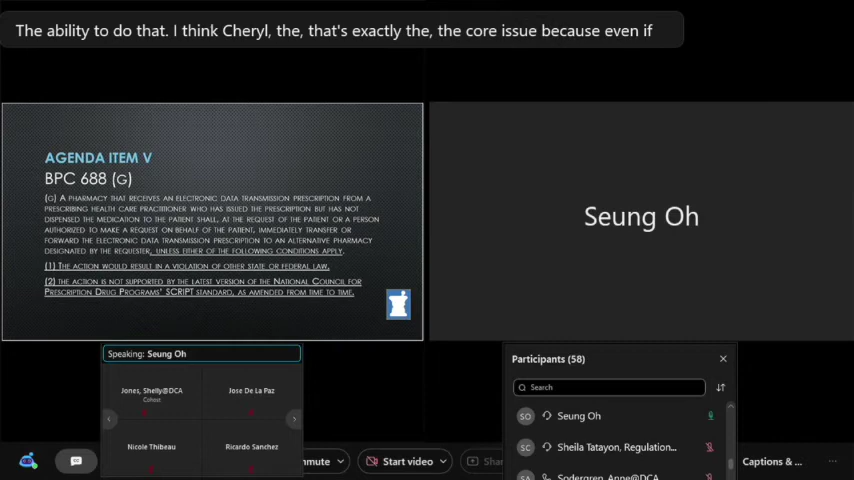 The ability to do that. I think Cheryl, the, that's exactly the, the core issue because even if
AGENDA ITEM V
BPC 688 (G)
(G) A PHARMACY THAT RECEIVES AN ELECTRONIC DATA TRANSMISSION PRESCRIPTION FROM A
PRESCRIBING HEALTH CARE PRACTITIONER WHO HAS ISSUED THE PRESCRIPTION BUT HAS NOT
DISPENSED THE MEDICATION TO THE PATIENT SHALL, AT THE REQUEST OF THE PATIENT OR A PERSON
AUTHORIZED TO MAKE A REQUEST ON BEHALF OF THE PATIENT, IMMEDIATELY TRANSFER OR
FORWARD THE ELECTRONIC DATA TRANSMISSION PRESCRIPTION TO AN ALTERNATIVE PHARMACY
DESIGNATED BY THE REQUESTER, UNLESS EITHER OF THE FOLLOWING CONDITIONS APPLY.
(1) THE ACTION WOULD RESULT IN A VIOLATION OF OTHER STATE OR FEDERAL LAW.
(2) THE ACTION IS NOT SUPPORTED BY THE LATEST VERSION OF THE NATIONAL COUNCIL FOR
PRESCRIPTION DRUG PROGRAMS' SCRIPT STANDARD, AS AMENDED FROM TIME TO TIME.
Seung Oh
Speaking: Seung Oh
Jones, Shelly@DCA
Cohost
Jose De La Paz
Nicole Thibeau
Ricardo Sanchez
Participants (58)
Search
SO Seung Oh
SC Sheila Tatayon, Regulation...
SA Sodergren, Anne@DCA
CC
mute
Start video
Shar
Captions & ...